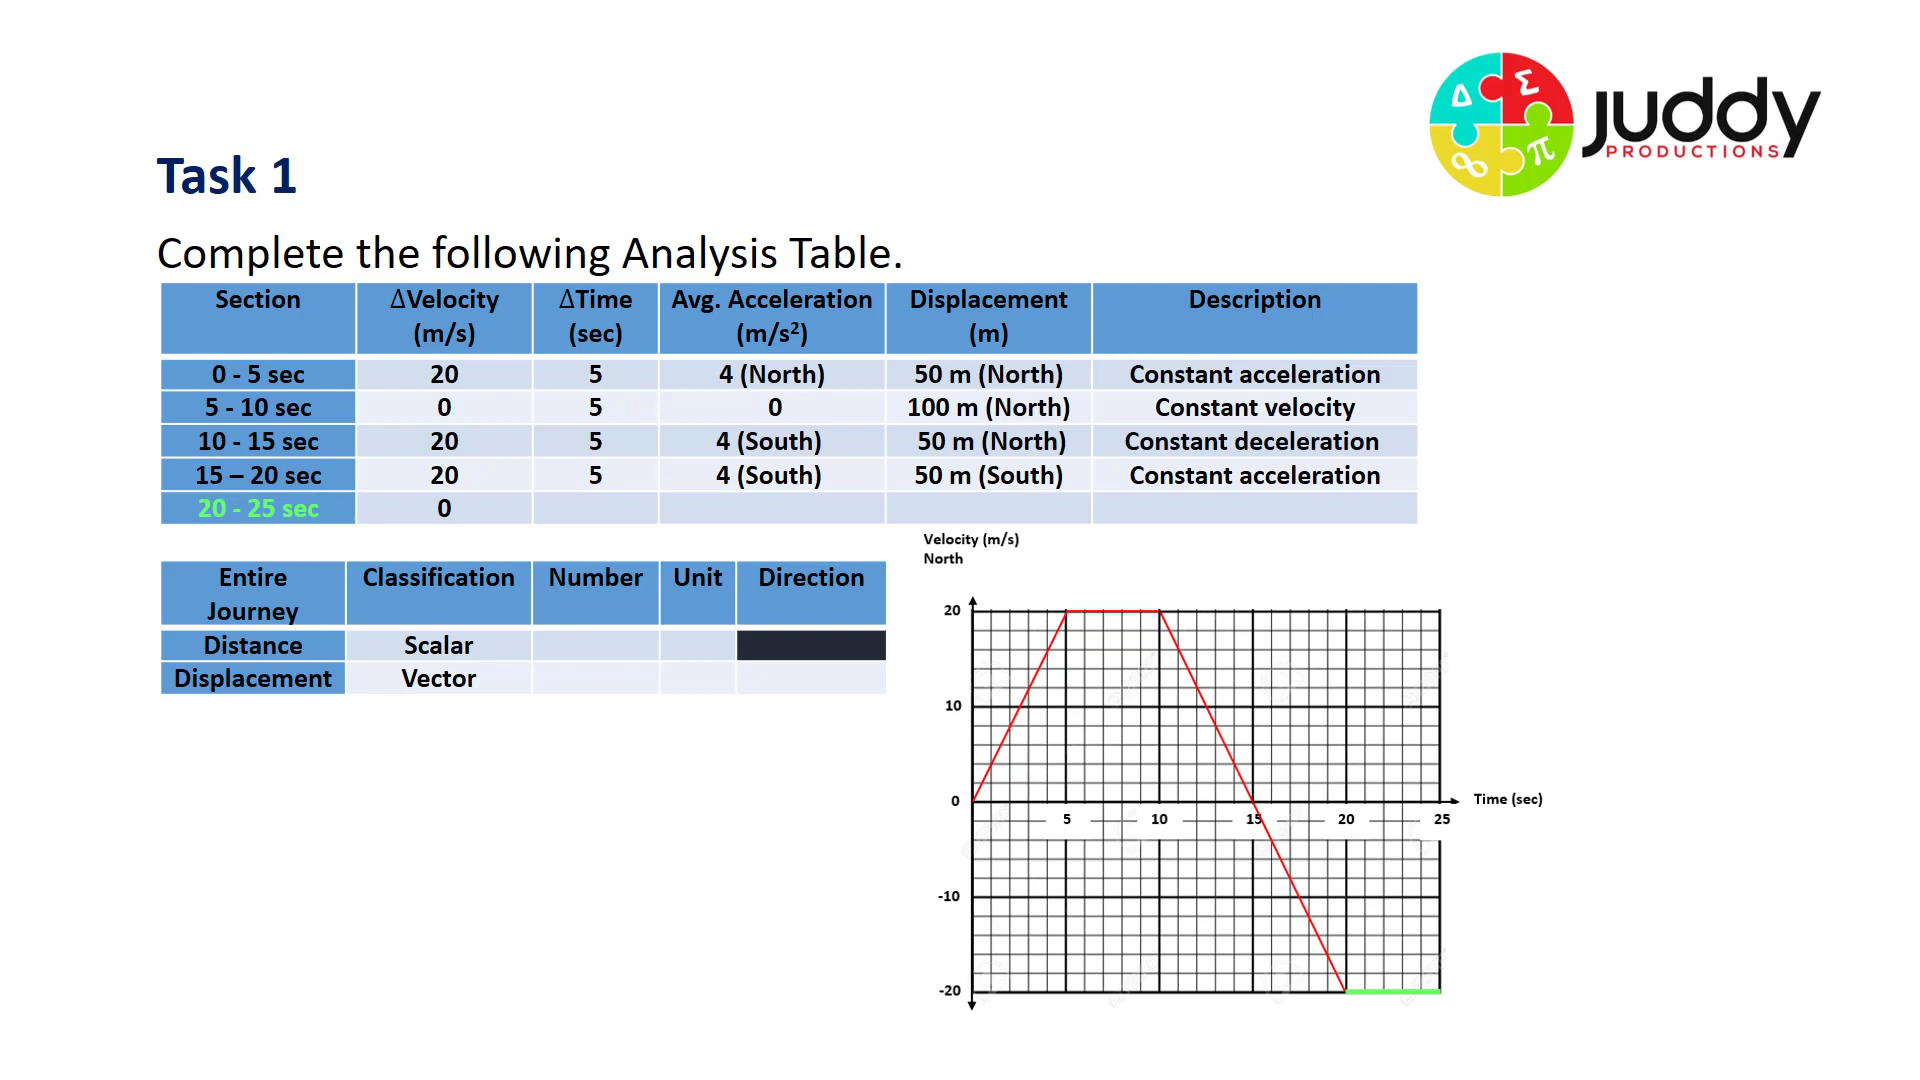 Δ Σ ∞ π
juddy
PRODUCTIONS
Task 1
Complete the following Analysis Table.
Section ΔVelocity (m/s) ΔTime (sec) Avg. Acceleration (m/s²) Displacement (m) Description
0 - 5 sec 20 5 4 (North) 50 m (North) Constant acceleration
5 - 10 sec 0 5 0 100 m (North) Constant velocity
10 - 15 sec 20 5 4 (South) 50 m (North) Constant deceleration
15 – 20 sec 20 5 4 (South) 50 m (South) Constant acceleration
20 - 25 sec 0
Entire Journey Classification Number Unit Direction
Distance Scalar
Displacement Vector
Velocity (m/s)
North
20
10
0
Time (sec)
5 10 15 20 25
-10
-20